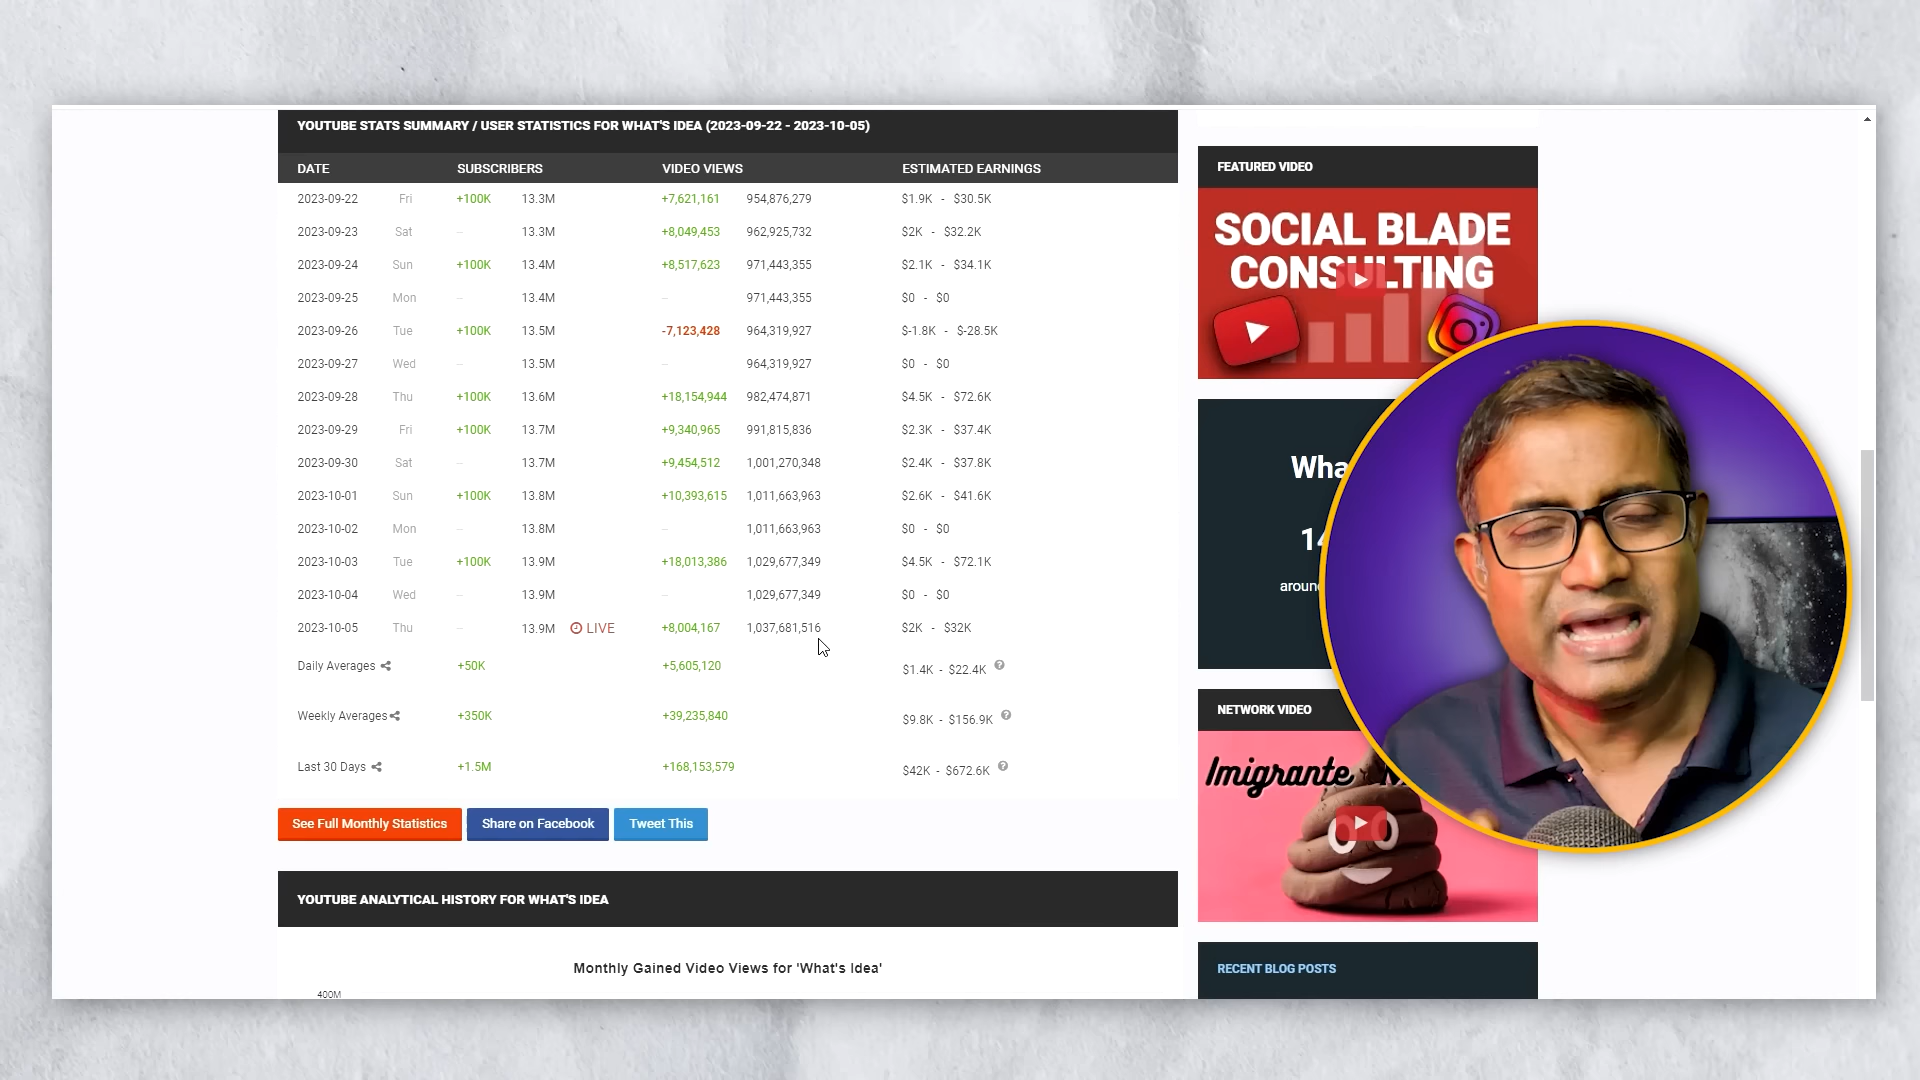 YOUTUBE STATS SUMMARY / USER STATISTICS FOR WHAT'S IDEA (2023-09-22 - 2023-10-05)
DATE SUBSCRIBERS VIDEO VIEWS ESTIMATED EARNINGS
2023-09-22 Fri +100K 13.3M +7,621,161 954,876,279 $1.9K - $30.5K
2023-09-23 Sat -- 13.3M +8,049,453 962,925,732 $2K - $32.2K
2023-09-24 Sun +100K 13.4M +8,517,623 971,443,355 $2.1K - $34.1K
2023-09-25 Mon -- 13.4M -- 971,443,355 $0 - $0
2023-09-26 Tue +100K 13.5M -7,123,428 964,319,927 $-1.8K - $-28.5K
2023-09-27 Wed -- 13.5M -- 964,319,927 $0 - $0
2023-09-28 Thu +100K 13.6M +18,154,944 982,474,871 $4.5K - $72.6K
2023-09-29 Fri +100K 13.7M +9,340,965 991,815,836 $2.3K - $37.4K
2023-09-30 Sat -- 13.7M +9,454,512 1,001,270,348 $2.4K - $37.8K
2023-10-01 Sun +100K 13.8M +10,393,615 1,011,663,963 $2.6K - $41.6K
2023-10-02 Mon -- 13.8M -- 1,011,663,963 $0 - $0
2023-10-03 Tue +100K 13.9M +18,013,386 1,029,677,349 $4.5K - $72.1K
2023-10-04 Wed -- 13.9M -- 1,029,677,349 $0 - $0
2023-10-05 Thu -- 13.9M LIVE +8,004,167 1,037,681,516 $2K - $32K
Daily Averages +50K +5,605,120 $1.4K - $22.4K ?
Weekly Averages +350K +39,235,840 $9.8K - $156.9K ?
Last 30 Days +1.5M +168,153,579 $42K - $672.6K ?
See Full Monthly Statistics Share on Facebook Tweet This
YOUTUBE ANALYTICAL HISTORY FOR WHAT'S IDEA
Monthly Gained Video Views for 'What's Idea'
400M
FEATURED VIDEO
SOCIAL BLADE
CONSULTING
NETWORK VIDEO
Imigrante
RECENT BLOG POSTS